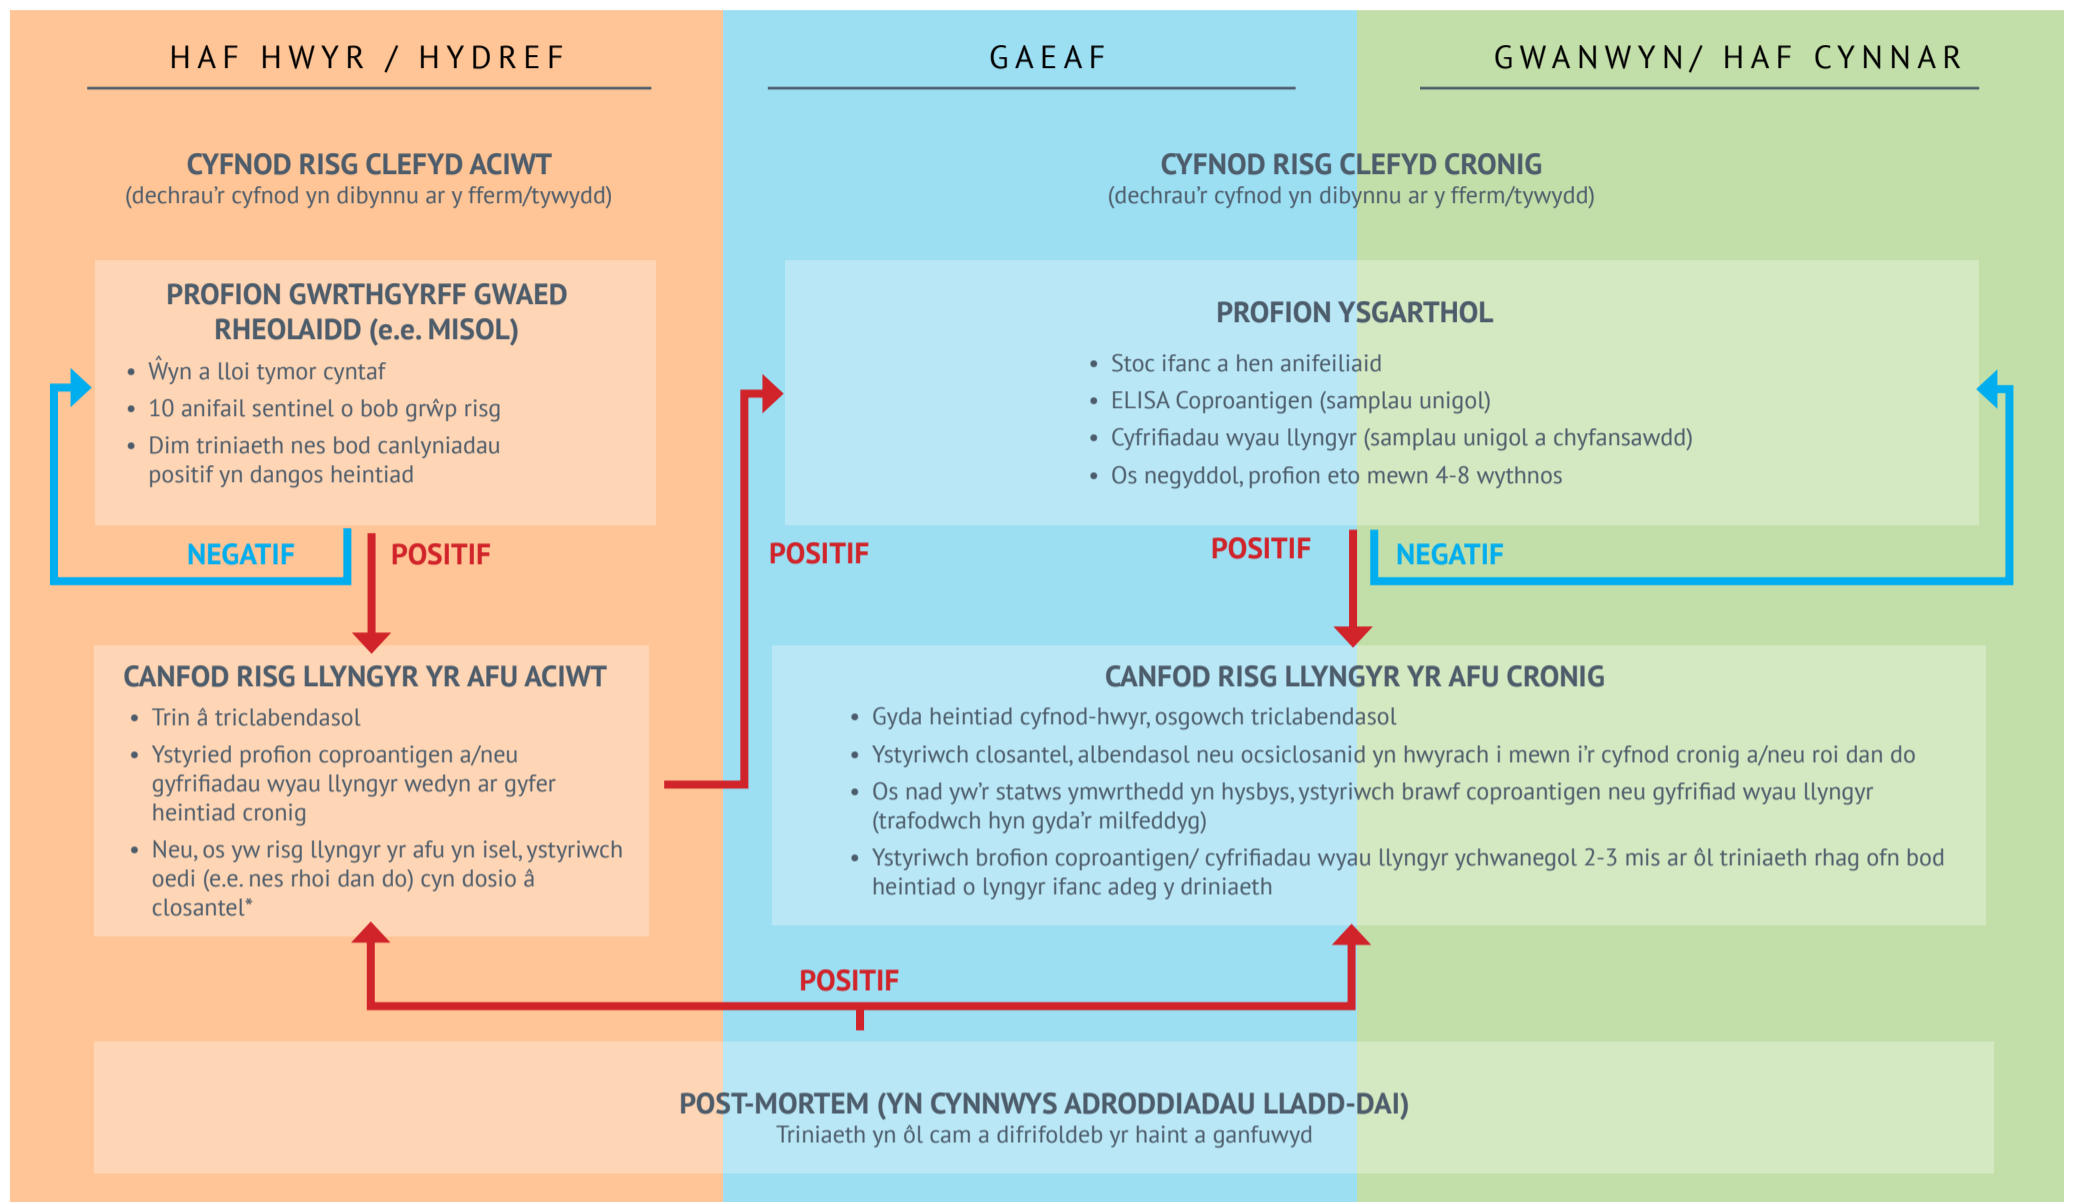 HAF HWYR / HYDREF
CYFNOD RISG CLEFYD ACIWT
(dechrau'r cyfnod yn dibynnu ar y fferm/tywydd)
PROFION GWRTHGYRFF GWAED
RHEOLAIDD (e.e. MISOL)
• Ŵyn a lloi tymor cyntaf
• 10 anifail sentinel o bob grŵp risg
• Dim triniaeth nes bod canlyniadau
positif yn dangos heintiad
NEGATIF
POSITIF
CANFOD RISG LLYNGYR YR AFU ACIWT
• Trin â triclabendasol
• Ystyried profion coproantigen a/neu
gyfrifiadau wyau llyngyr wedyn ar gyfer
heintiad cronig
• Neu, os yw risg llyngyr yr afu yn isel, ystyriwch
oedi (e.e. nes rhoi dan do) cyn dosio â
closantel*
GAEAF
GWANWYN/ HAF CYNNAR
CYFNOD RISG CLEFYD CRONIG
(dechrau'r cyfnod yn dibynnu ar y fferm/tywydd)
PROFION YSGARTHOL
• Stoc ifanc a hen anifeiliaid
• ELISA Coproantigen (samplau unigol)
• Cyfrifiadau wyau llyngyr (samplau unigol a chyfansawdd)
• Os negyddol, profion eto mewn 4-8 wythnos
POSITIF
POSITIF
NEGATIF
CANFOD RISG LLYNGYR YR AFU CRONIG
• Gyda heintiad cyfnod-hwyr, osgowch triclabendasol
• Ystyriwch closantel, albendasol neu ocsiclosanid yn hwyrach i mewn i'r cyfnod cronig a/neu roi dan do
• Os nad yw'r statws ymwrthedd yn hysbys, ystyriwch brawf coproantigen neu gyfrifiad wyau llyngyr
(trafodwch hyn gyda'r milfeddyg)
• Ystyriwch brofion coproantigen/ cyfrifiadau wyau llyngyr ychwanegol 2-3 mis ar ôl triniaeth rhag ofn bod
heintiad o lyngyr ifanc adeg y driniaeth
POSITIF
POST-MORTEM (YN CYNNWYS ADRODDIADAU LLADD-DAI)
Triniaeth yn ôl cam a difrifoldeb yr haint a ganfuwyd